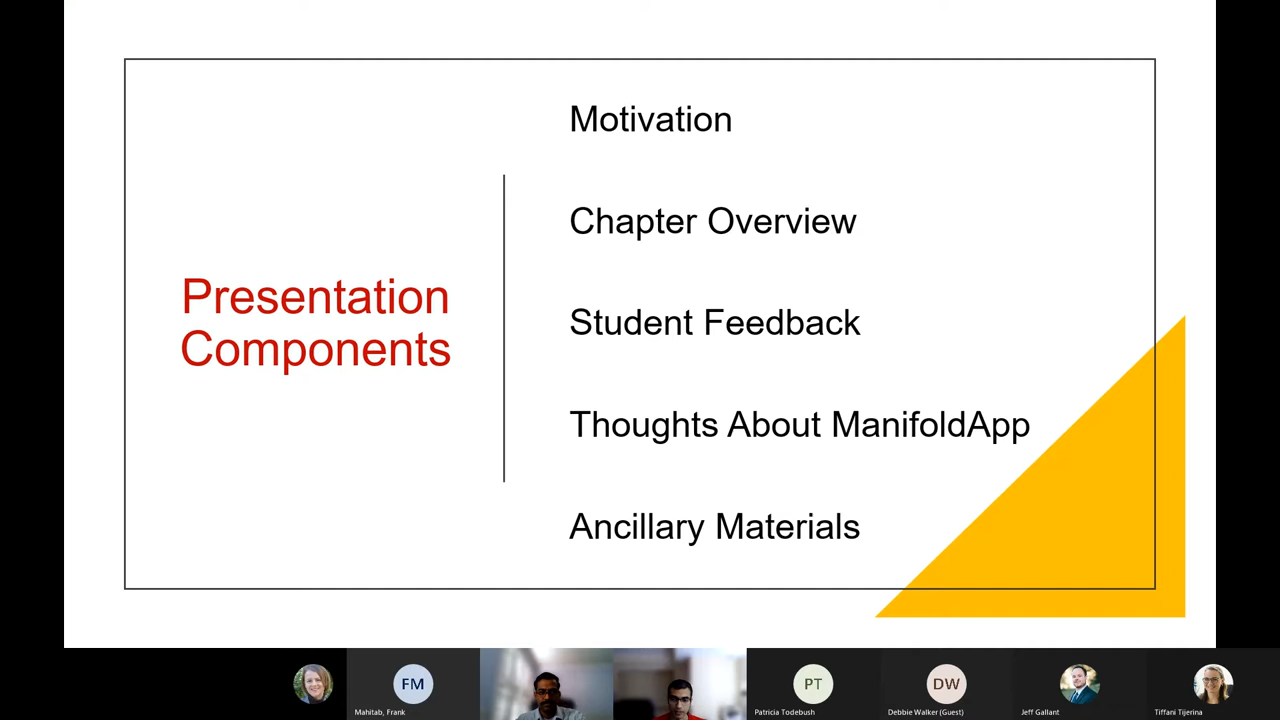 Motivation
Chapter Overview
Presentation
Components
Student Feedback
Thoughts About ManifoldApp
Ancillary Materials
FM
PT
DW
Mahitab, Frank
Patricia Todebush
Debbie Walker (Guest)
Jeff Gallant
Tiffani Tijerina